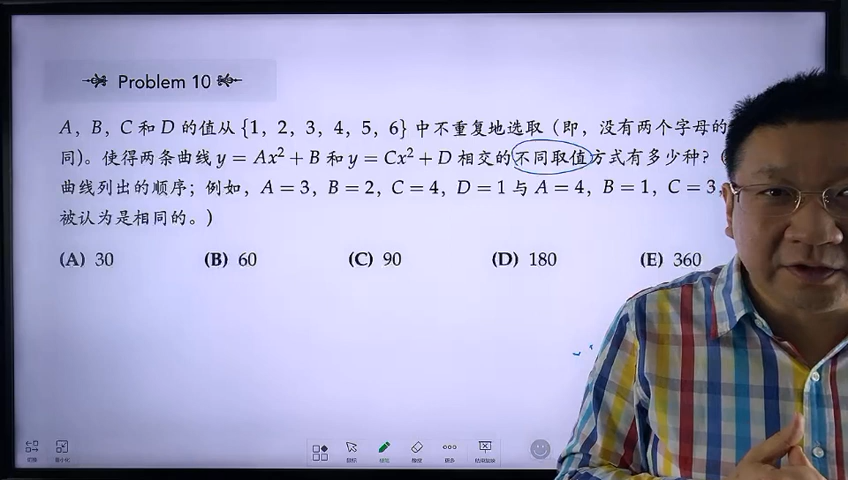 Problem 10
A, B, C 和 D 的值从 {1, 2, 3, 4, 5, 6} 中不重复地选取（即，没有两个字母的
同）。使得两条曲线 y = Ax² + B 和 y = Cx² + D 相交的不同取值方式有多少种？
曲线列出的顺序；例如，A = 3，B = 2，C = 4，D = 1 与 A = 4，B = 1，C = 3，
被认为是相同的。）
(A) 30 (B) 60 (C) 90 (D) 180 (E) 360